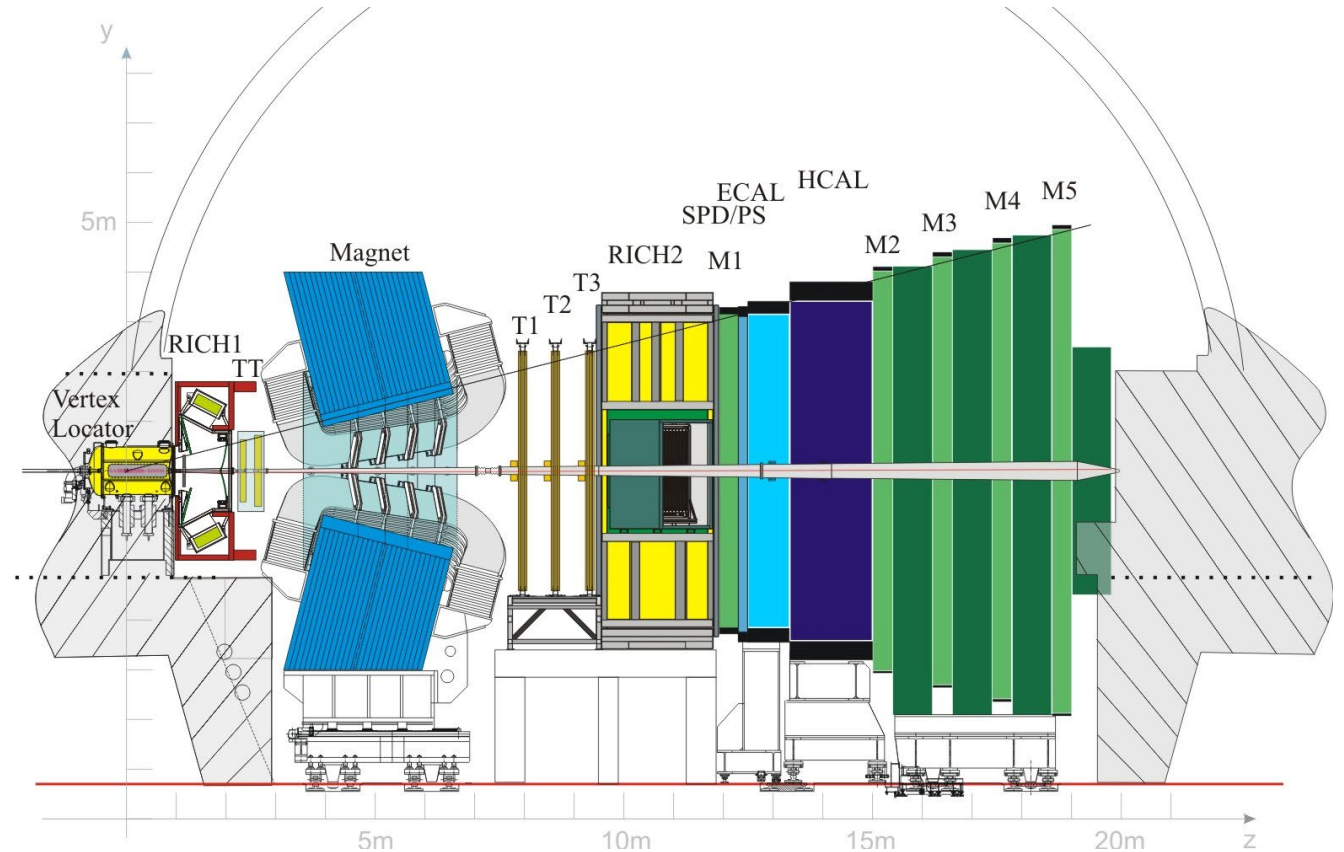 y
5m
Magnet
RICH1
TT
Vertex
Locator
T1
T2
T3
RICH2
M1
SPD/PS
ECAL
HCAL
M2
M3
M4
M5
5m
10m
15m
20m
z